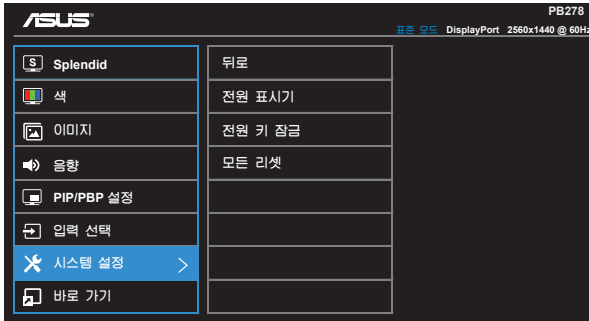 ASUS
PB278
표준 모드 DisplayPort 2560x1440 @ 60Hz
S Splendid
색
이미지
음향
PIP/PBP 설정
입력 선택
시스템 설정 >
바로 가기
뒤로
전원 표시기
전원 키 잠금
모든 리셋